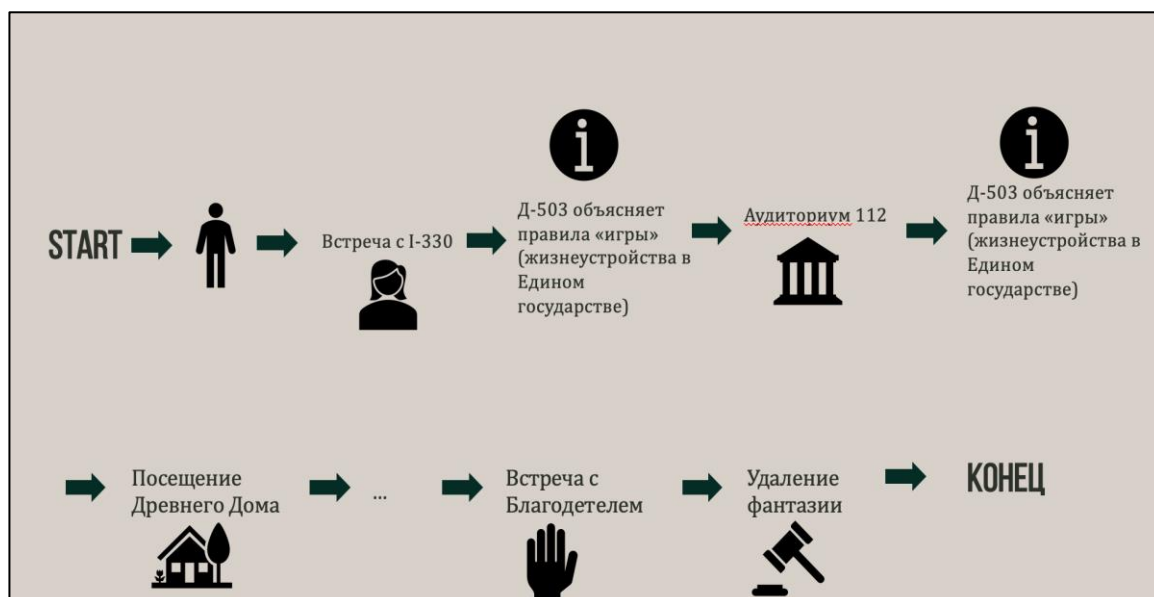 START
Встреча с I-330
i
Д-503 объясняет
правила «игры»
(жизнеустройства в
Едином
государстве)
Аудиториум 112
i
Д-503 объясняет
правила «игры»
(жизнеустройства в
Едином
государстве)
Посещение
Древнего Дома
...
Встреча с
Благодетелем
Удаление
фантазии
КОНЕЦ